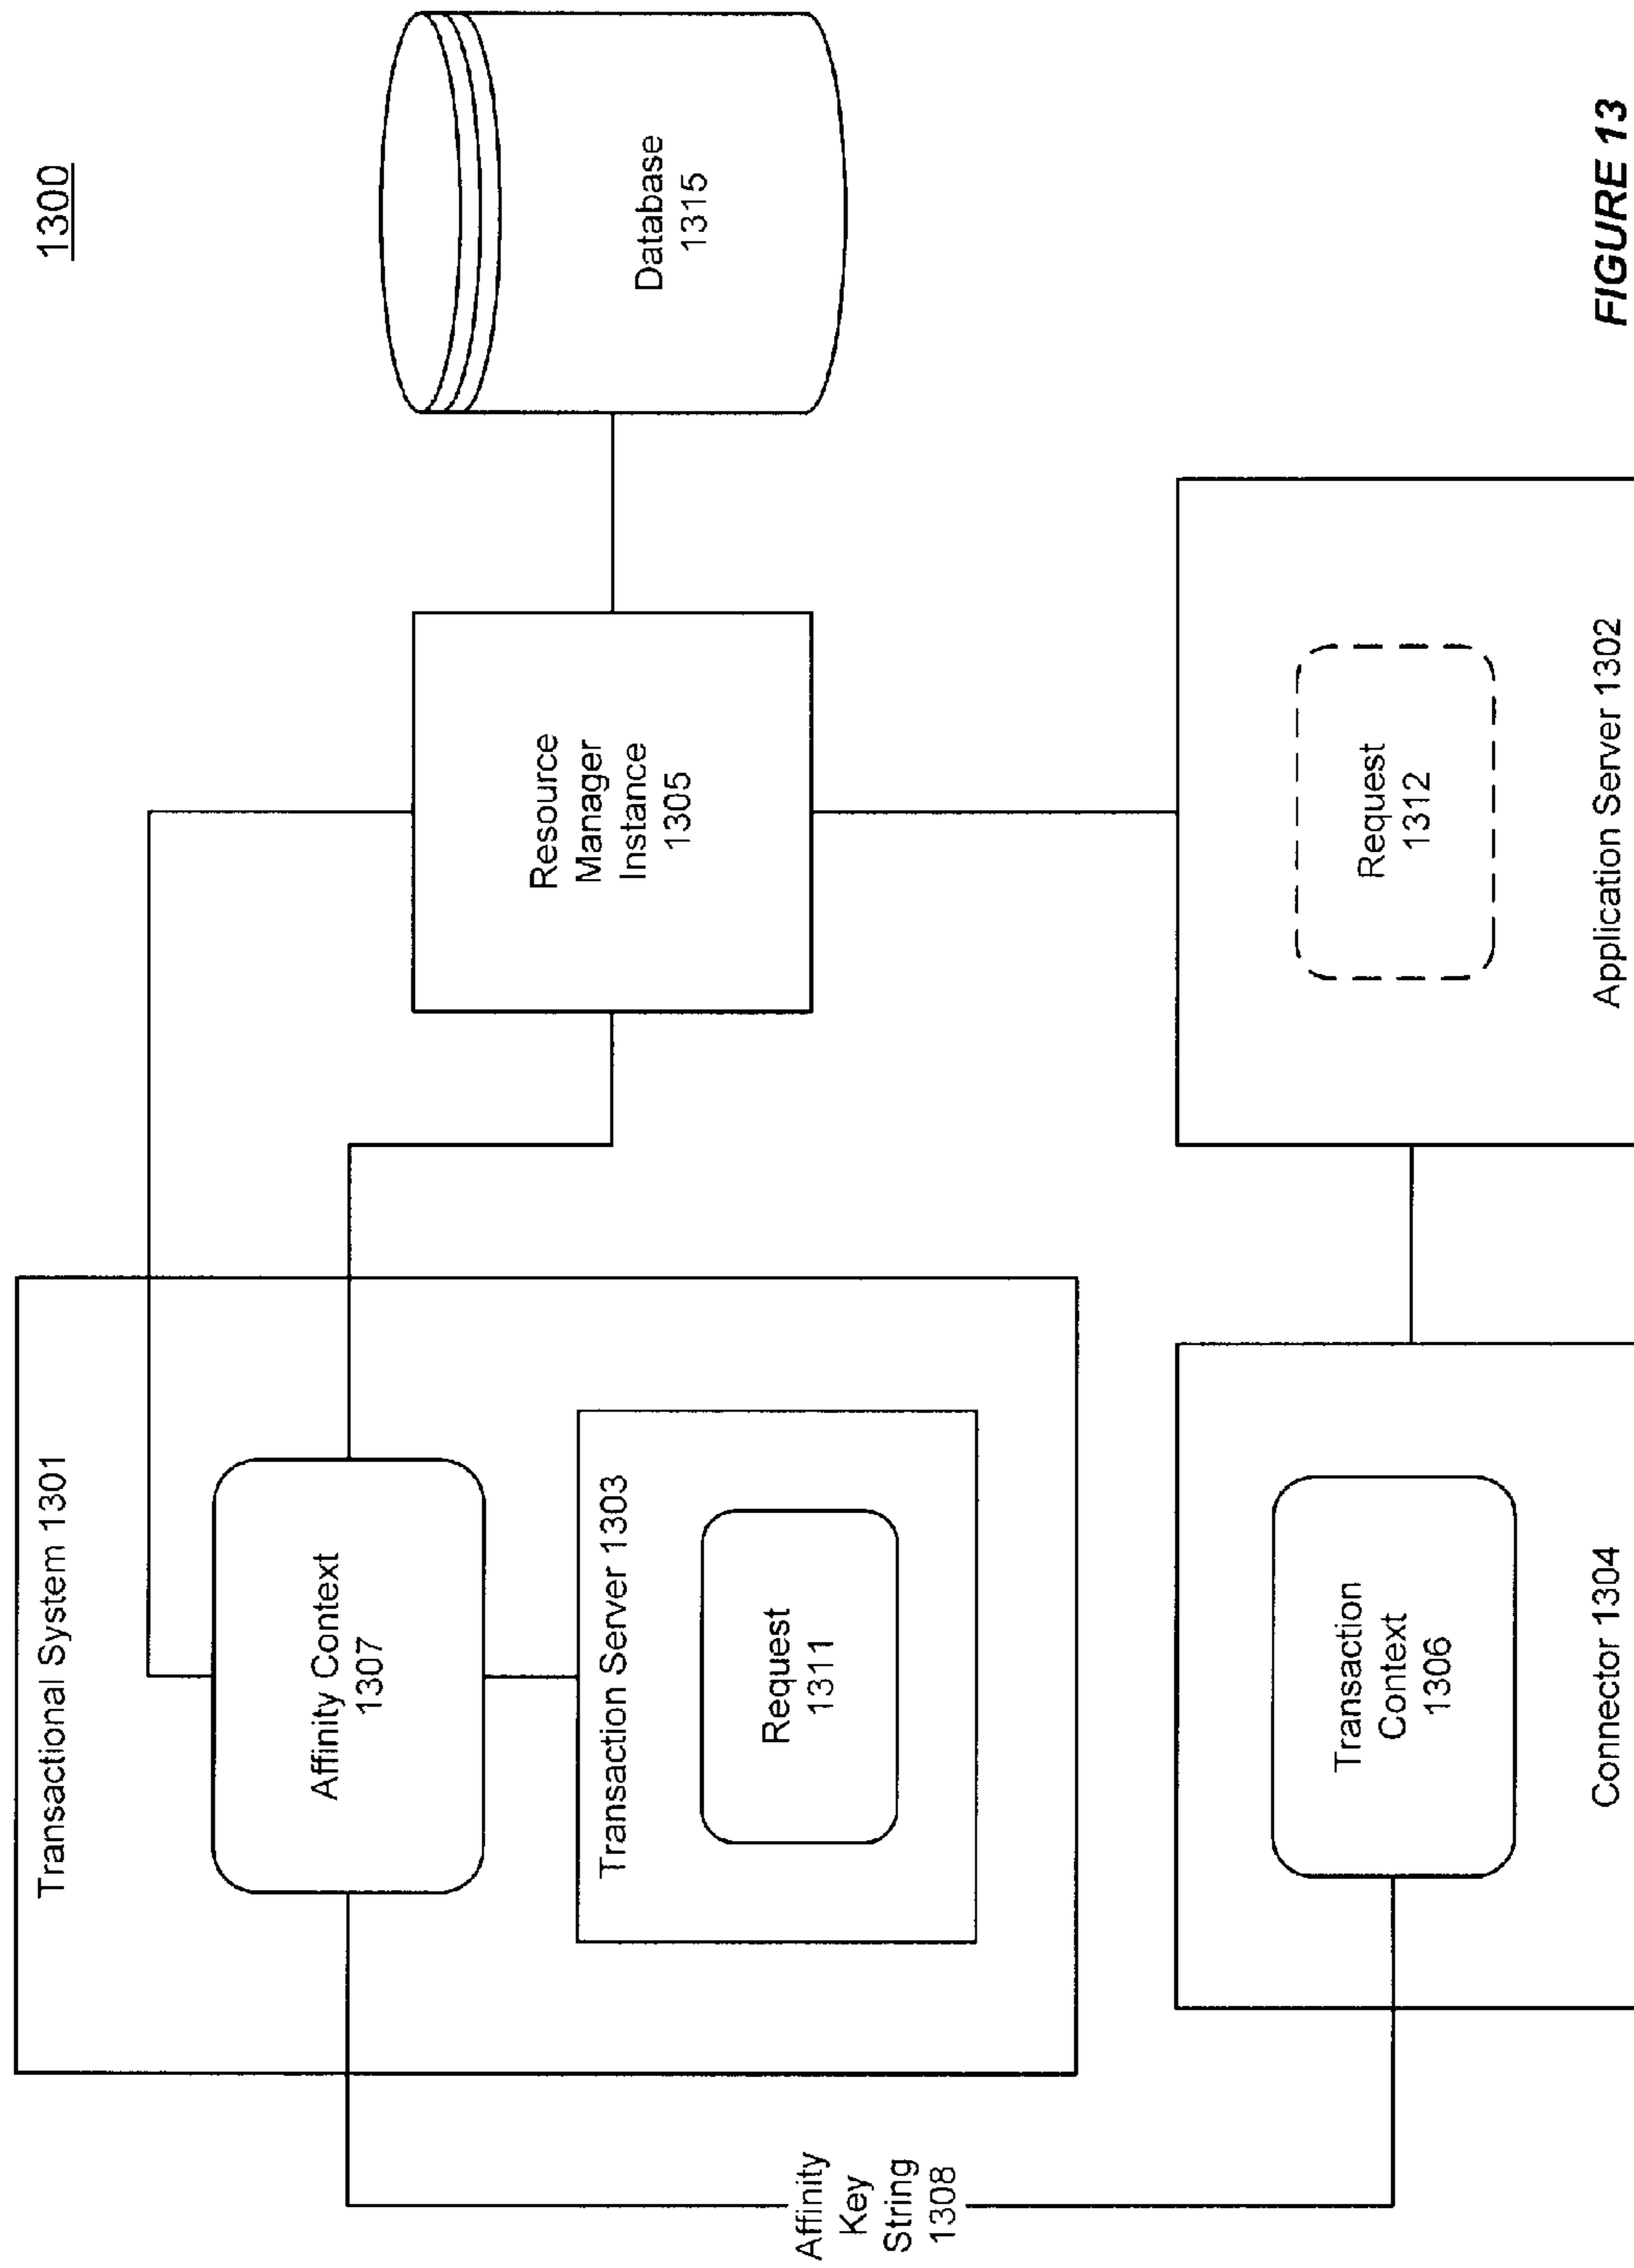 1300
Transactional System 1301
Affinity Context
1307
Transaction Server 1303
Request
1311
Resource
Manager
Instance
1305
Database
1315
Affinity
Key
String
1308
Transaction
Context
1306
Connector 1304
Request
1312
Application Server 1302
FIGURE 13